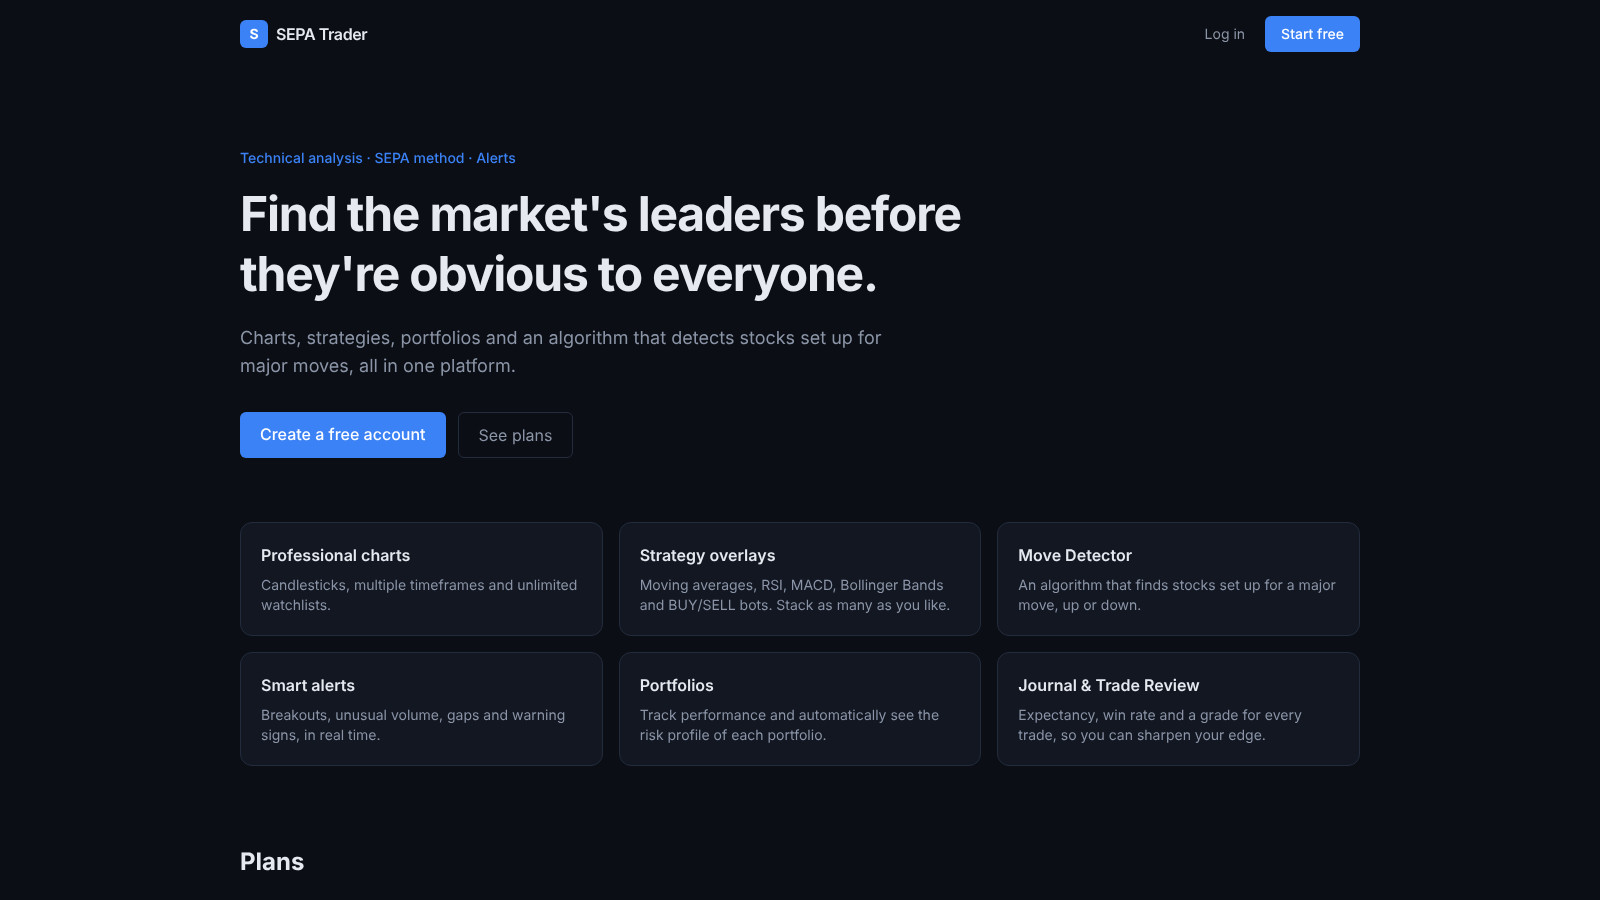 S SEPA Trader
Log in
Start free
Technical analysis · SEPA method · Alerts
Find the market's leaders before
they're obvious to everyone.
Charts, strategies, portfolios and an algorithm that detects stocks set up for
major moves, all in one platform.
Create a free account
See plans
Professional charts
Candlesticks, multiple timeframes and unlimited
watchlists.
Strategy overlays
Moving averages, RSI, MACD, Bollinger Bands
and BUY/SELL bots. Stack as many as you like.
Move Detector
An algorithm that finds stocks set up for a major
move, up or down.
Smart alerts
Breakouts, unusual volume, gaps and warning
signs, in real time.
Portfolios
Track performance and automatically see the
risk profile of each portfolio.
Journal & Trade Review
Expectancy, win rate and a grade for every
trade, so you can sharpen your edge.
Plans